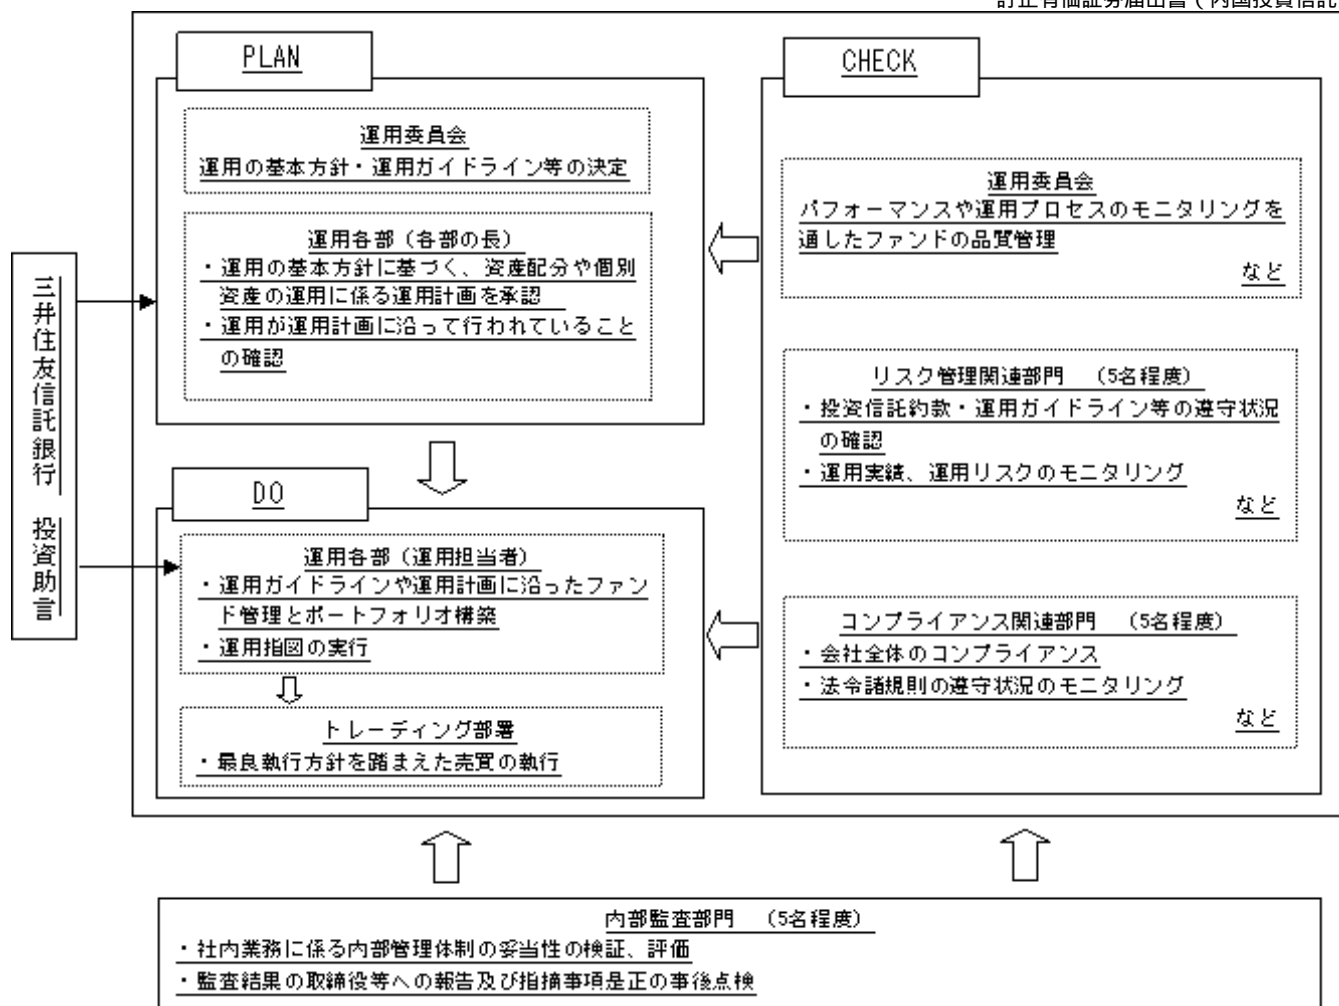 訂正有価証券届出書（内国投資信託
PLAN
運用委員会
運用の基本方針・運用ガイドライン等の決定
運用各部（各部の長）
・運用の基本方針に基づく、資産配分や個別
資産の運用に係る運用計画を承認
・運用が運用計画に沿って行われていること
の確認
三井住友信託銀行 投資助言
DO
運用各部（運用担当者）
・運用ガイドラインや運用計画に沿ったファン
ド管理とポートフォリオ構築
・運用指図の実行
トレーディング部署
・最良執行方針を踏まえた売買の執行
CHECK
運用委員会
パフォーマンスや運用プロセスのモニタリングを
通したファンドの品質管理
など
リスク管理関連部門 （5名程度）
・投資信託約款・運用ガイドライン等の遵守状況
の確認
・運用実績、運用リスクのモニタリング
など
コンプライアンス関連部門 （5名程度）
・会社全体のコンプライアンス
・法令諸規則の遵守状況のモニタリング
など
内部監査部門 （5名程度）
・社内業務に係る内部管理体制の妥当性の検証、評価
・監査結果の取締役等への報告及び指摘事項是正の事後点検